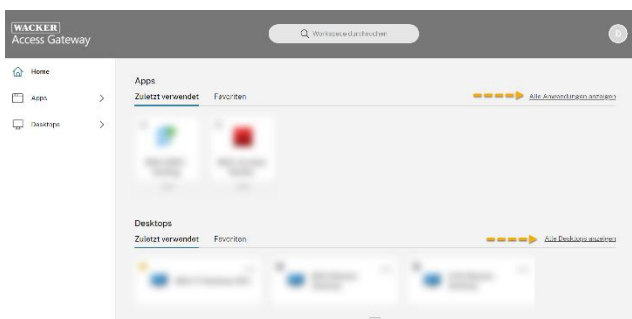 WACKER
Access Gateway
Workspace durchsuchen
D
Home
Apps
Desktops
Apps
Zuletzt verwendet Favoriten
Alle Anwendungen anzeigen
Desktops
Zuletzt verwendet Favoriten
Alle Desktops anzeigen